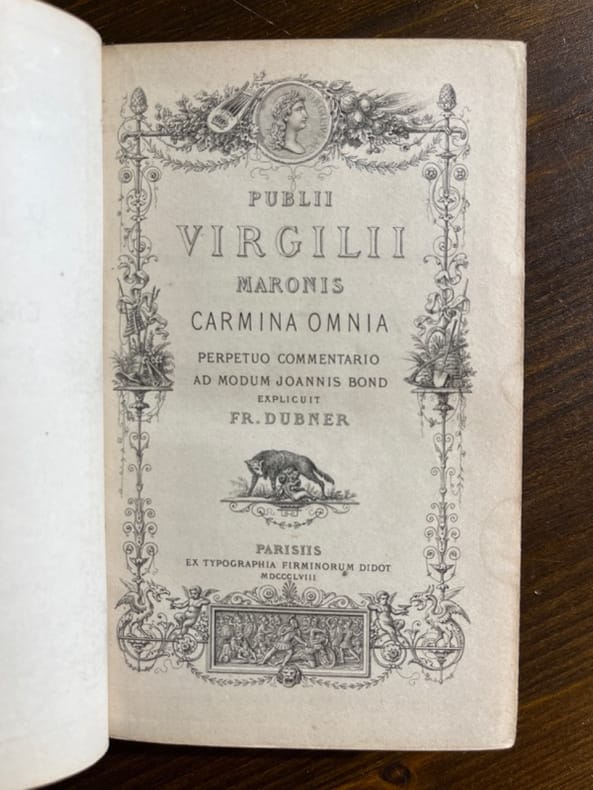 PUBLII
VIRGILII
MARONIS
CARMINA OMNIA
PERPETUO COMMENTARIO
AD MODUM JOANNIS BOND
EXPLICUIT
FR. DUBNER
PARISIIS
EX TYPOGRAPHIA FIRMINORUM DIDOT
MDCCCLVIII